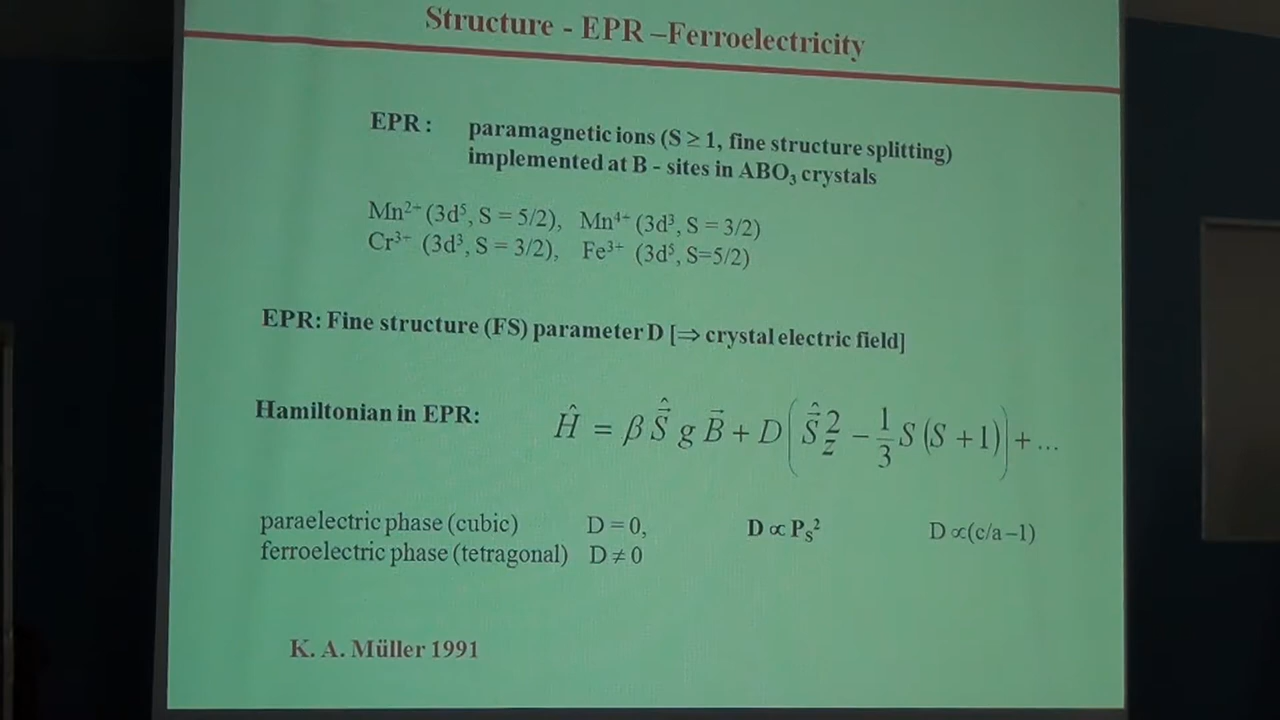 Structure - EPR –Ferroelectricity
EPR : paramagnetic ions (S ≥ 1, fine structure splitting)
implemented at B - sites in ABO₃ crystals
Mn²⁺ (3d⁵, S = 5/2), Mn⁴⁺ (3d³, S = 3/2)
Cr³⁺ (3d³, S = 3/2), Fe³⁺ (3d⁵, S=5/2)
EPR: Fine structure (FS) parameter D [⇒ crystal electric field]
Hamiltonian in EPR: Ĥ = β Ŝ⃗ g B⃗ + D( Ŝ⃗_z² − 1/3 S (S +1)) + ...
paraelectric phase (cubic) D = 0, D ∝ P_S² D ∝(c/a –1)
ferroelectric phase (tetragonal) D ≠ 0
K. A. Müller 1991